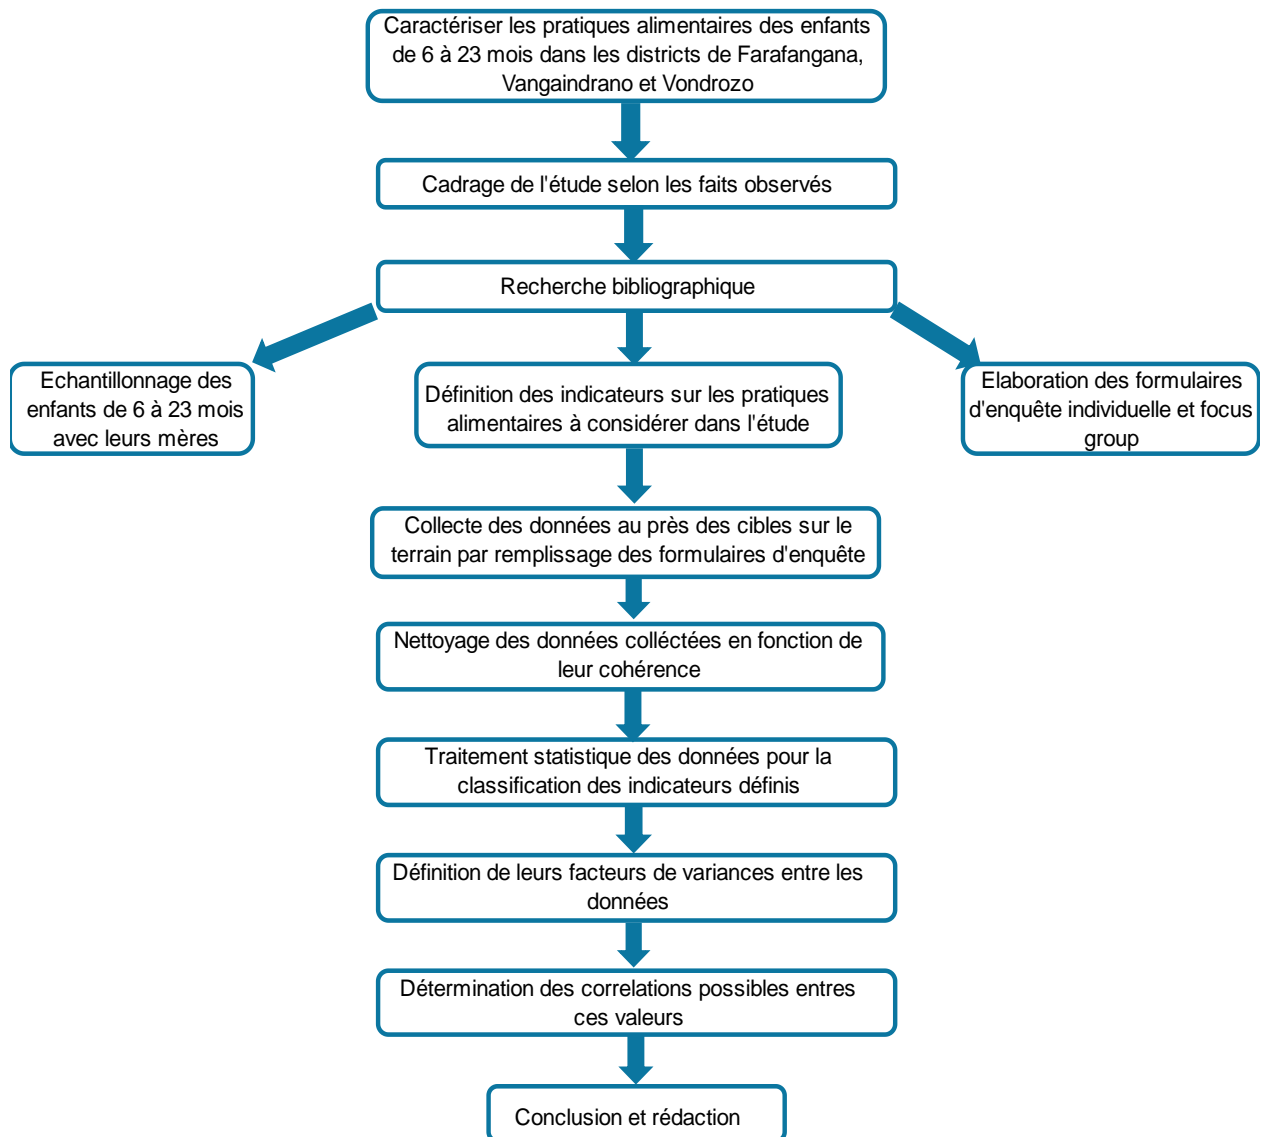 Caractériser les pratiques alimentaires des enfants
de 6 à 23 mois dans les districts de Farafangana,
Vangaindrano et Vondrozo
Cadrage de l'étude selon les faits observés
Recherche bibliographique
Echantillonnage des
enfants de 6 à 23 mois
avec leurs mères
Définition des indicateurs sur les pratiques
alimentaires à considérer dans l'étude
Elaboration des formulaires
d'enquête individuelle et focus
group
Collecte des données au près des cibles sur le
terrain par remplissage des formulaires d'enquête
Nettoyage des données colléctées en fonction de
leur cohérence
Traitement statistique des données pour la
classification des indicateurs définis
Définition de leurs facteurs de variances entre les
données
Détermination des correlations possibles entres
ces valeurs
Conclusion et rédaction